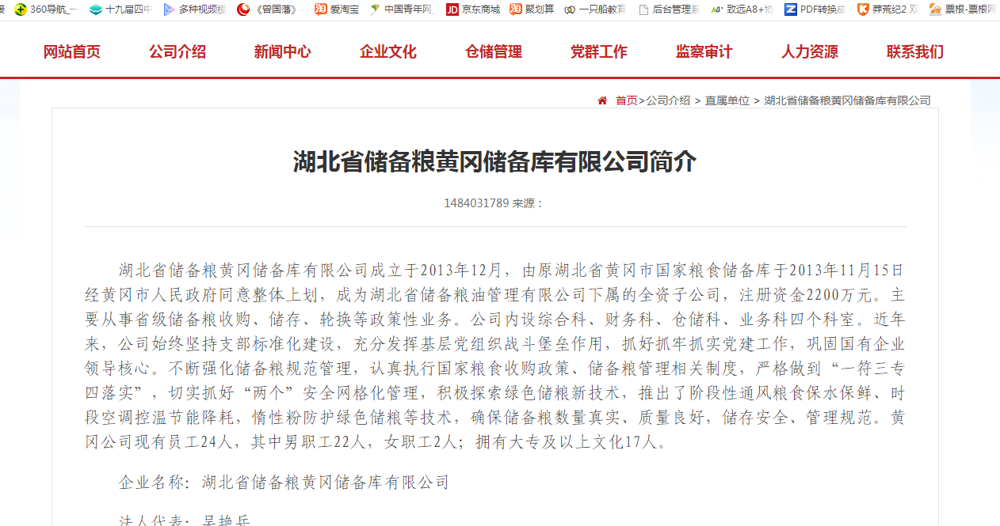 接 360导航_一 十九届四中 多种视频模 《曾国藩》 爱淘宝 中国青年网_ 京东商城 聚划算 一只船教育 后台管理系 致远A8+协 PDF转换成 莽荒纪2 双 票根-票根网
网站首页 公司介绍 新闻中心 企业文化 仓储管理 党群工作 监察审计 人力资源 联系我们
首页>公司介绍 > 直属单位 > 湖北省储备粮黄冈储备库有限公司
湖北省储备粮黄冈储备库有限公司简介
1484031789 来源：
湖北省储备粮黄冈储备库有限公司成立于2013年12月，由原湖北省黄冈市国家粮食储备库于2013年11月15日
经黄冈市人民政府同意整体上划，成为湖北省储备粮油管理有限公司下属的全资子公司，注册资金2200万元。主
要从事省级储备粮收购、储存、轮换等政策性业务。公司内设综合科、财务科、仓储科、业务科四个科室。近年
来，公司始终坚持支部标准化建设，充分发挥基层党组织战斗堡垒作用，抓好抓牢抓实党建工作，巩固国有企业
领导核心。不断强化储备粮规范管理，认真执行国家粮食收购政策、储备粮管理相关制度，严格做到“一符三专
四落实”，切实抓好“两个”安全网格化管理，积极探索绿色储粮新技术，推出了阶段性通风粮食保水保鲜、时
段空调控温节能降耗，惰性粉防护绿色储粮等技术，确保储备粮数量真实、质量良好，储存安全、管理规范。黄
冈公司现有员工24人，其中男职工22人，女职工2人；拥有大专及以上文化17人。
企业名称：湖北省储备粮黄冈储备库有限公司
法人代表：吴艳兵